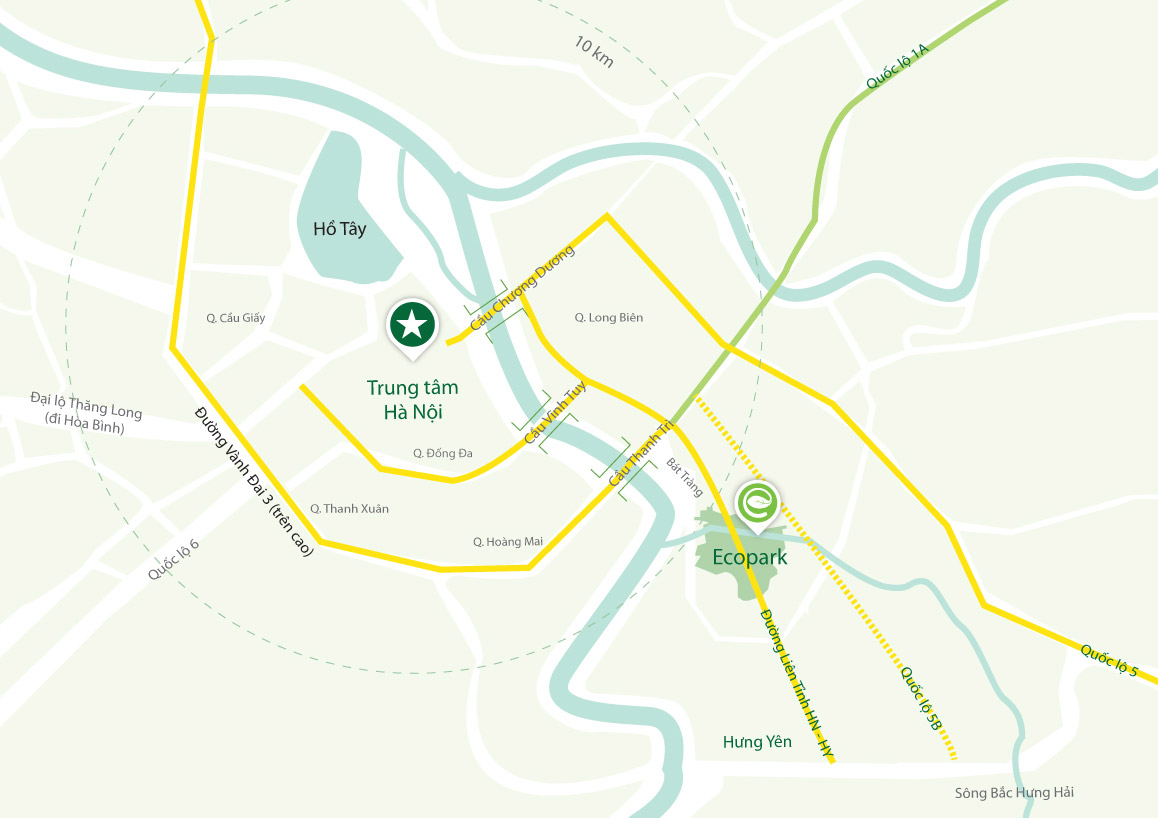 10 km
Quốc lộ 1A
Hồ Tây
Cầu Chương Dương
Q. Cầu Giấy
Q. Long Biên
Trung tâm
Hà Nội
Đại lộ Thăng Long
(đi Hòa Bình)
Cầu Vĩnh Tuy
Đường Vành Đai 3 (trên cao)
Q. Đống Đa
Cầu Thanh Trì
Bát Tràng
Q. Thanh Xuân
Q. Hoàng Mai
Quốc lộ 6
Ecopark
Đường Liên Tỉnh HN - HY
Quốc lộ 5
Quốc lộ 5B
Hưng Yên
Sông Bắc Hưng Hải